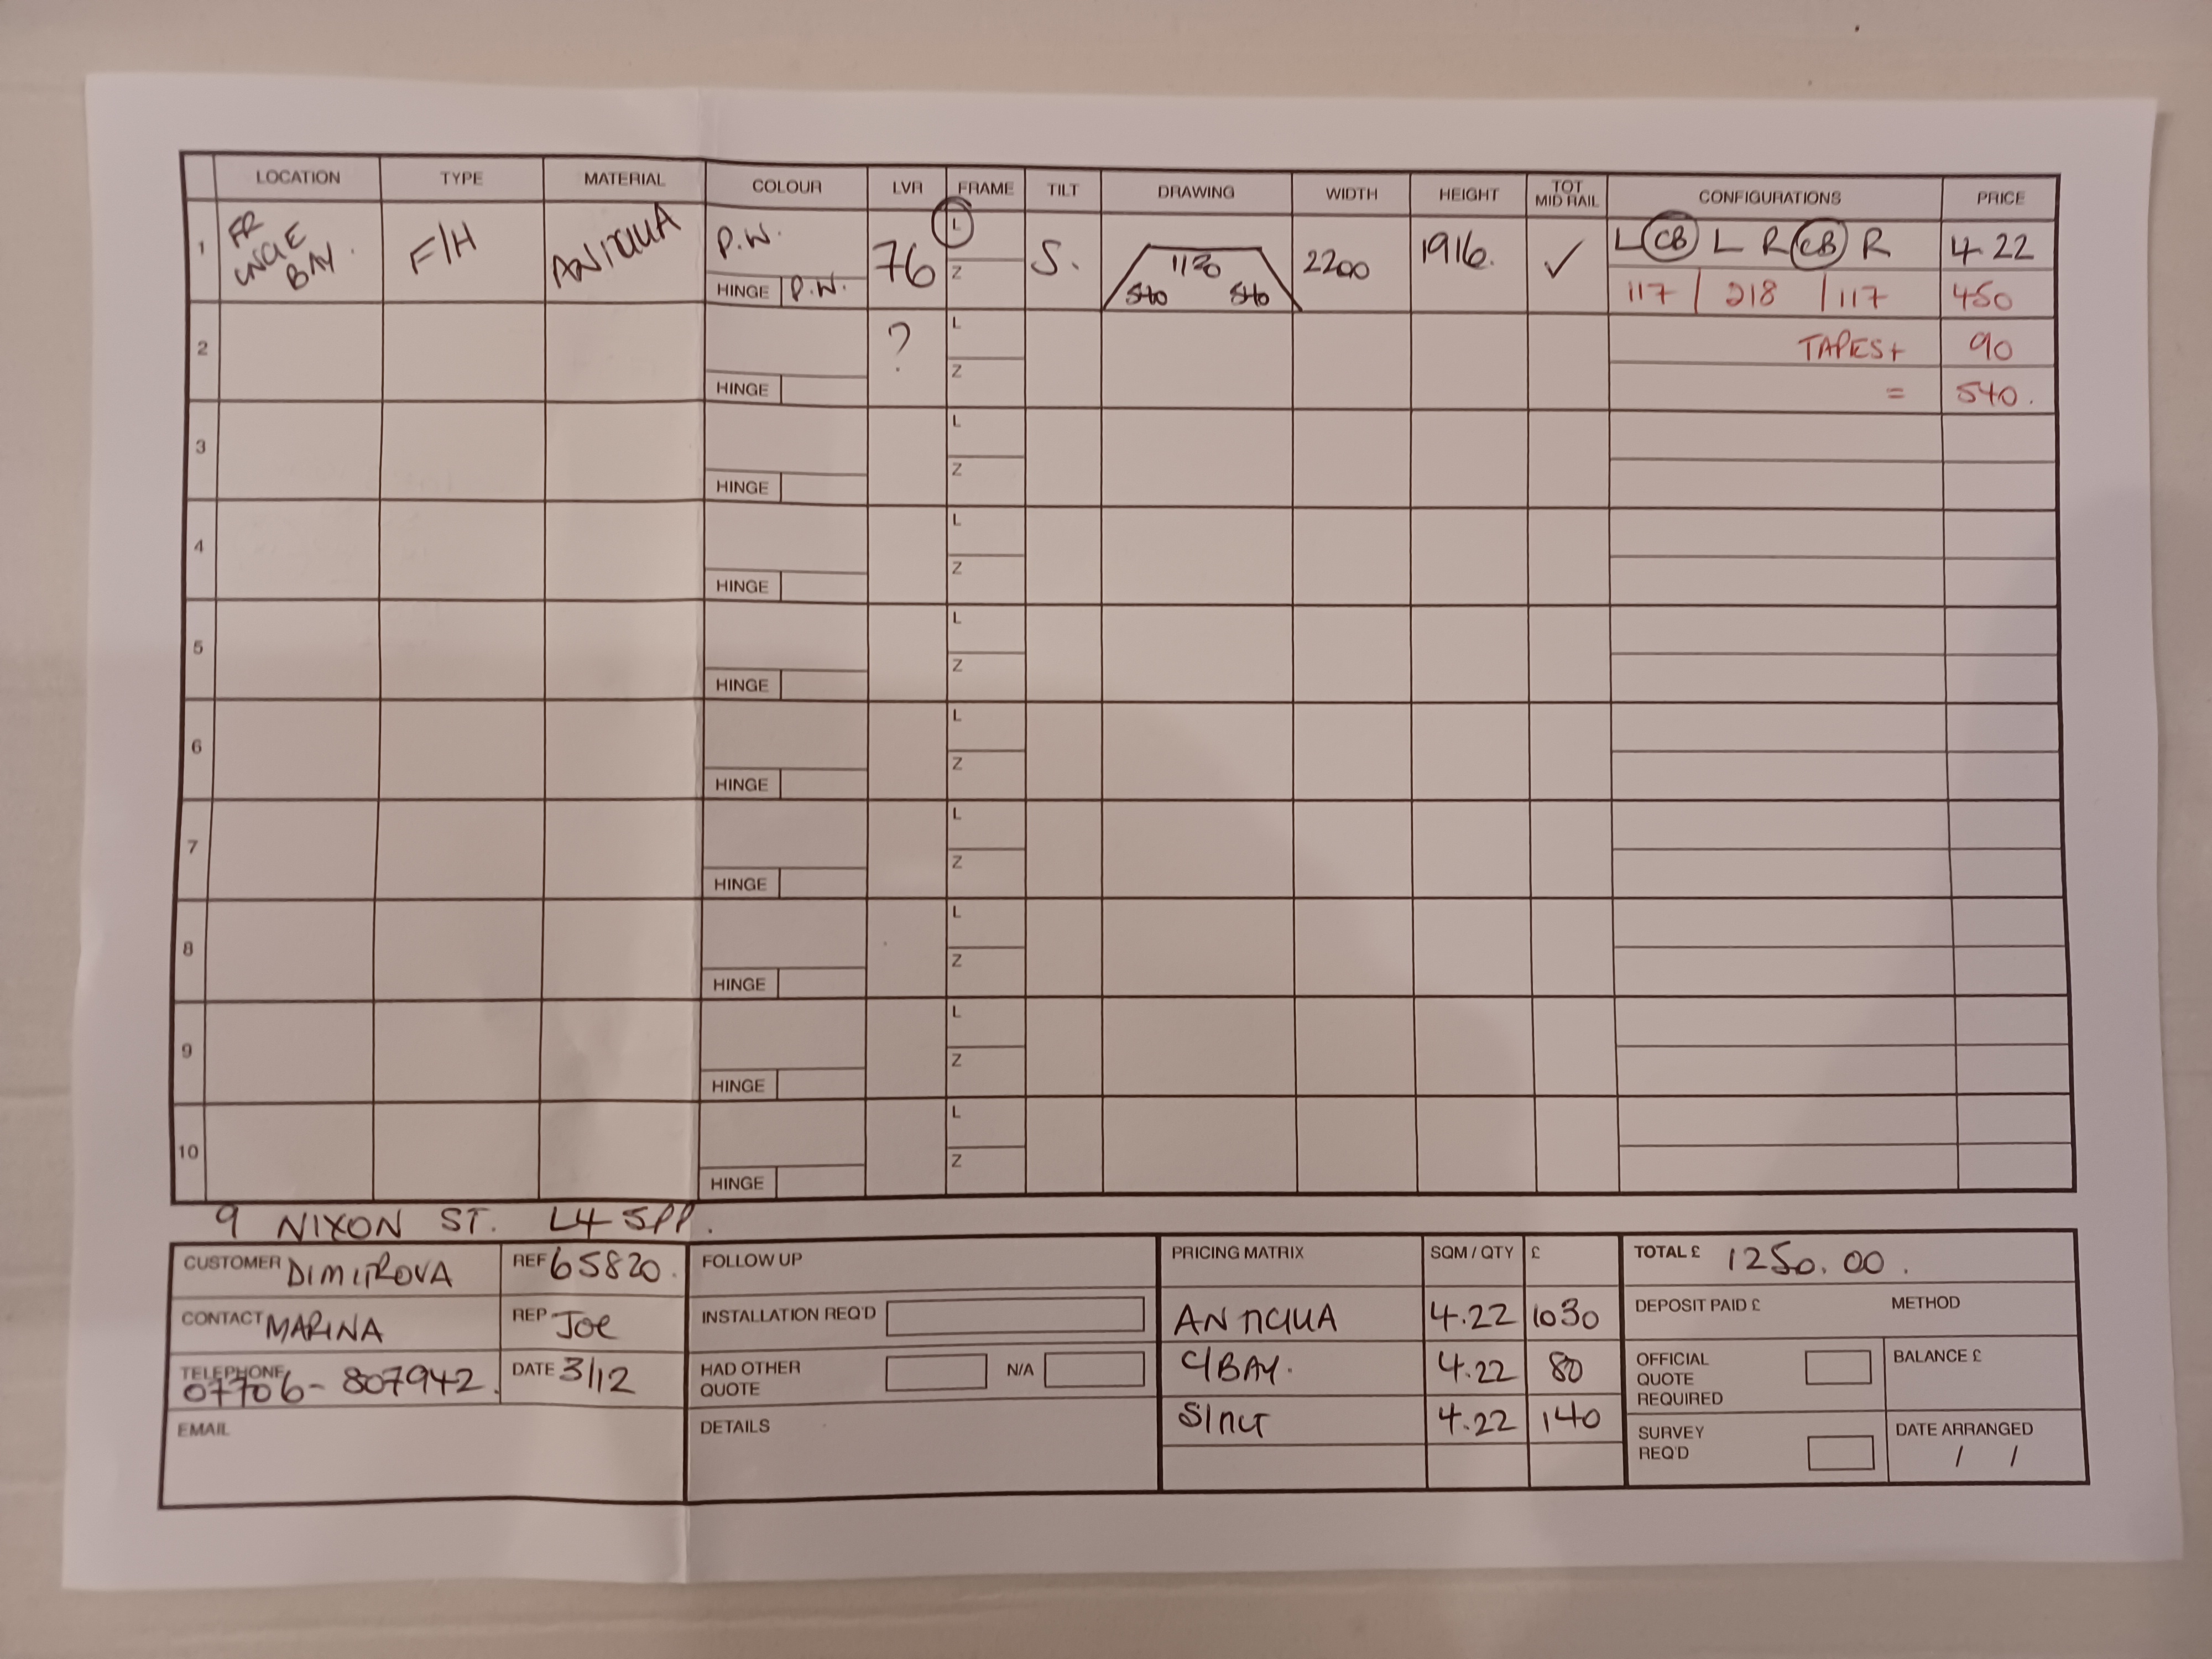 LOCATION TYPE MATERIAL COLOUR LVR FRAME TILT DRAWING WIDTH HEIGHT TOT MID RAIL CONFIGURATIONS PRICE
1 FR LNGE BAY. F/H ANTIGUA P.W. 76 L S. 1120 2200 1916. ✓ L CB L R CB R 4.22
HINGE P.W. Z 540 540 117 / 218 / 117 450
2 ? L TAPES+ 90
HINGE Z = 540.
3 L
HINGE Z
4 L
HINGE Z
5 L
HINGE Z
6 L
HINGE Z
7 L
HINGE Z
8 L
HINGE Z
9 L
HINGE Z
10 L
HINGE Z
9 NIXON ST. L4 5PP.
CUSTOMER DIMITROVA
REF 65820.
CONTACT MARINA
REP JOE
TELEPHONE 07706-807942.
DATE 3/12
EMAIL
FOLLOW UP
INSTALLATION REQ'D
HAD OTHER QUOTE N/A
DETAILS
PRICING MATRIX SQM / QTY £
ANTIGUA 4.22 1030
C/BAY. 4.22 80
S/TILT 4.22 140
TOTAL £ 1250.00.
DEPOSIT PAID £ METHOD
OFFICIAL QUOTE REQUIRED
BALANCE £
SURVEY REQ'D
DATE ARRANGED
/ /